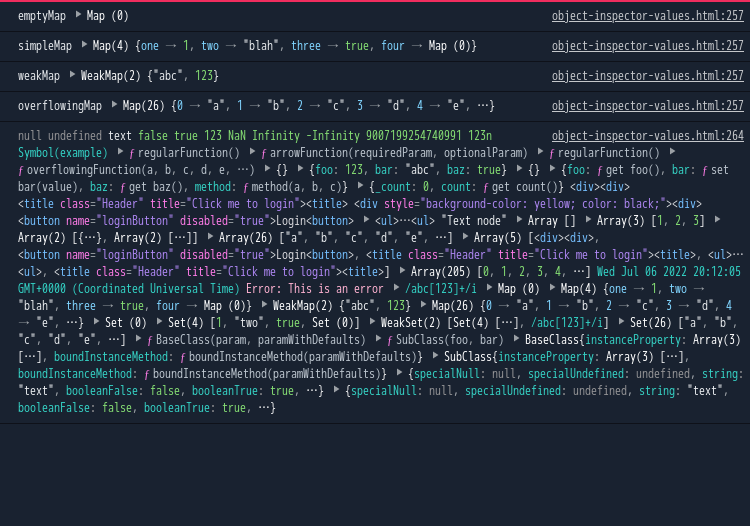 emptyMap ▶ Map (0) object-inspector-values.html:257
simpleMap ▶ Map(4) {one → 1, two → "blah", three → true, four → Map (0)} object-inspector-values.html:257
weakMap ▶ WeakMap(2) {"abc", 123} object-inspector-values.html:257
overflowingMap ▶ Map(26) {0 → "a", 1 → "b", 2 → "c", 3 → "d", 4 → "e", …} object-inspector-values.html:257
null undefined text false true 123 NaN Infinity -Infinity 9007199254740991 123n object-inspector-values.html:264
Symbol(example) ▶ ƒ regularFunction() ▶ ƒ arrowFunction(requiredParam, optionalParam) ▶ ƒ regularFunction() ▶
ƒ overflowingFunction(a, b, c, d, e, …) ▶ {} ▶ {foo: 123, bar: "abc", baz: true} ▶ {} ▶ {foo: ƒ get foo(), bar: ƒ set
bar(value), baz: ƒ get baz(), method: ƒ method(a, b, c)} ▶ {_count: 0, count: ƒ get count()} <div><div>
<title class="Header" title="Click me to login"><title> <div style="background-color: yellow; color: black;"><div>
<button name="loginButton" disabled="true">Login<button> ▶ <ul>…<ul> "Text node" ▶ Array [] ▶ Array(3) [1, 2, 3] ▶
Array(2) [{…}, Array(2) […]] ▶ Array(26) ["a", "b", "c", "d", "e", …] ▶ Array(5) [<div><div>,
<button name="loginButton" disabled="true">Login<button>, <title class="Header" title="Click me to login"><title>, <ul>…
<ul>, <title class="Header" title="Click me to login"><title>] ▶ Array(205) [0, 1, 2, 3, 4, …] Wed Jul 06 2022 20:12:05
GMT+0000 (Coordinated Universal Time) Error: This is an error ▶ /abc[123]+/i ▶ Map (0) ▶ Map(4) {one → 1, two →
"blah", three → true, four → Map (0)} ▶ WeakMap(2) {"abc", 123} ▶ Map(26) {0 → "a", 1 → "b", 2 → "c", 3 → "d", 4
→ "e", …} ▶ Set (0) ▶ Set(4) [1, "two", true, Set (0)] ▶ WeakSet(2) [Set(4) […], /abc[123]+/i] ▶ Set(26) ["a", "b",
"c", "d", "e", …] ▶ ƒ BaseClass(param, paramWithDefaults) ▶ ƒ SubClass(foo, bar) ▶ BaseClass{instanceProperty: Array(3)
[…], boundInstanceMethod: ƒ boundInstanceMethod(paramWithDefaults)} ▶ SubClass{instanceProperty: Array(3) […],
boundInstanceMethod: ƒ boundInstanceMethod(paramWithDefaults)} ▶ {specialNull: null, specialUndefined: undefined, string:
"text", booleanFalse: false, booleanTrue: true, …} ▶ {specialNull: null, specialUndefined: undefined, string: "text",
booleanFalse: false, booleanTrue: true, …}